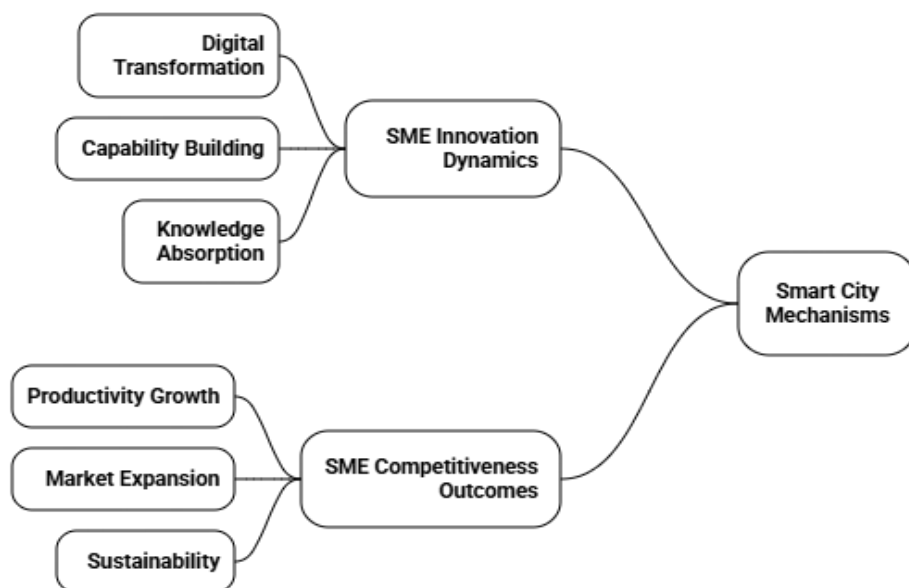 Digital
Transformation
Capability Building
Knowledge
Absorption
SME Innovation
Dynamics
Smart City
Mechanisms
Productivity Growth
Market Expansion
Sustainability
SME Competitiveness
Outcomes